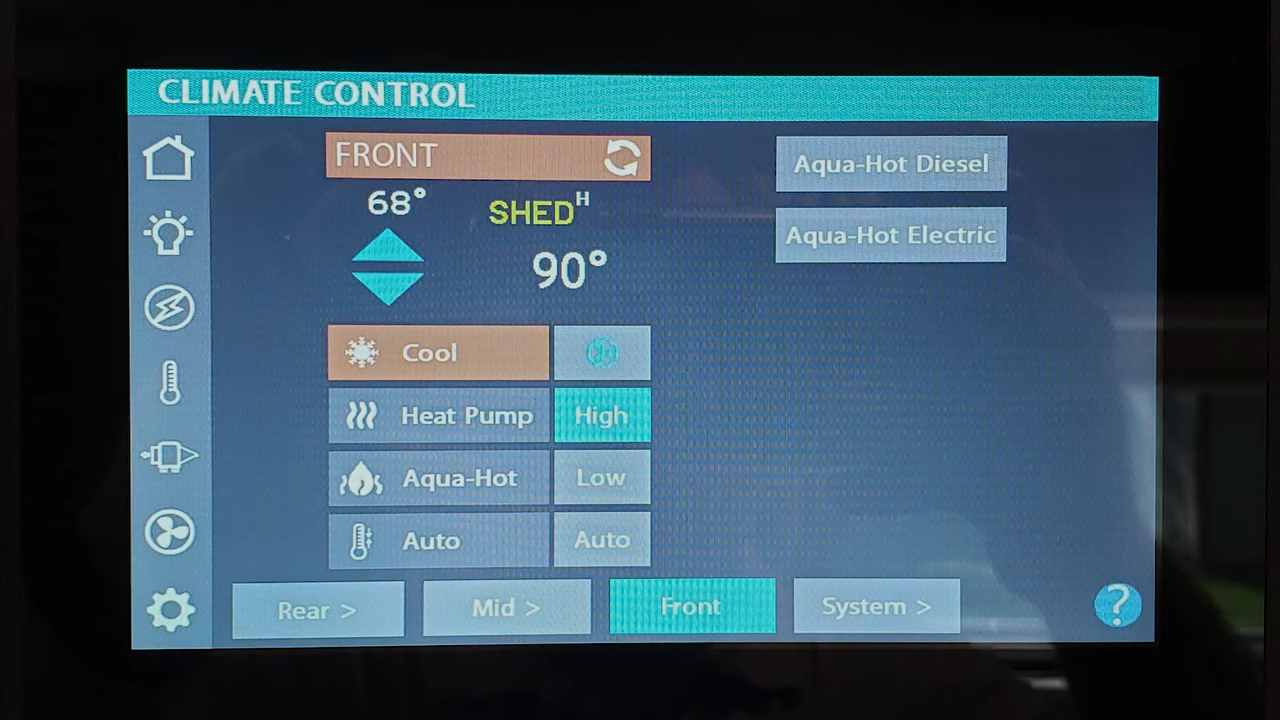 CLIMATE CONTROL
FRONT
68°
SHED H
90°
Aqua-Hot Diesel
Aqua-Hot Electric
Cool
Heat Pump High
Aqua-Hot Low
Auto Auto
Rear > Mid > Front System >
?